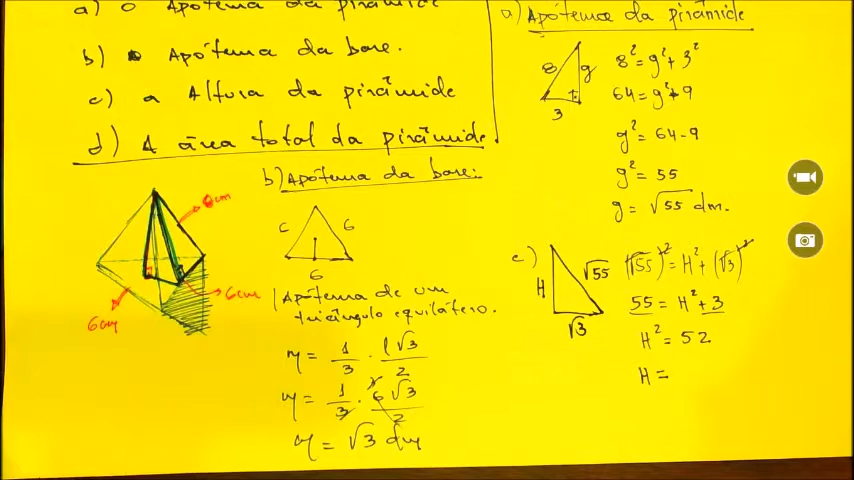 a) o Apótema da pirâmide
b) Apótema da base.
c) a Altura da pirâmide
d) A área total da pirâmide
6cm
6cm
6cm
b) Apótema da base:
6 6
6
Apótema de um
triângulo equilátero.
m = 1/3 . l√3/2
m = 1/3 . 6√3/2
m = √3 dm
a) Apótema da pirâmide
8 g
3
8² = g² + 3²
64 = g² + 9
g² = 64 - 9
g² = 55
g = √55 dm.
c)
H √55
√3
(√55)² = H² + (√3)²
55 = H² + 3
H² = 52
H =